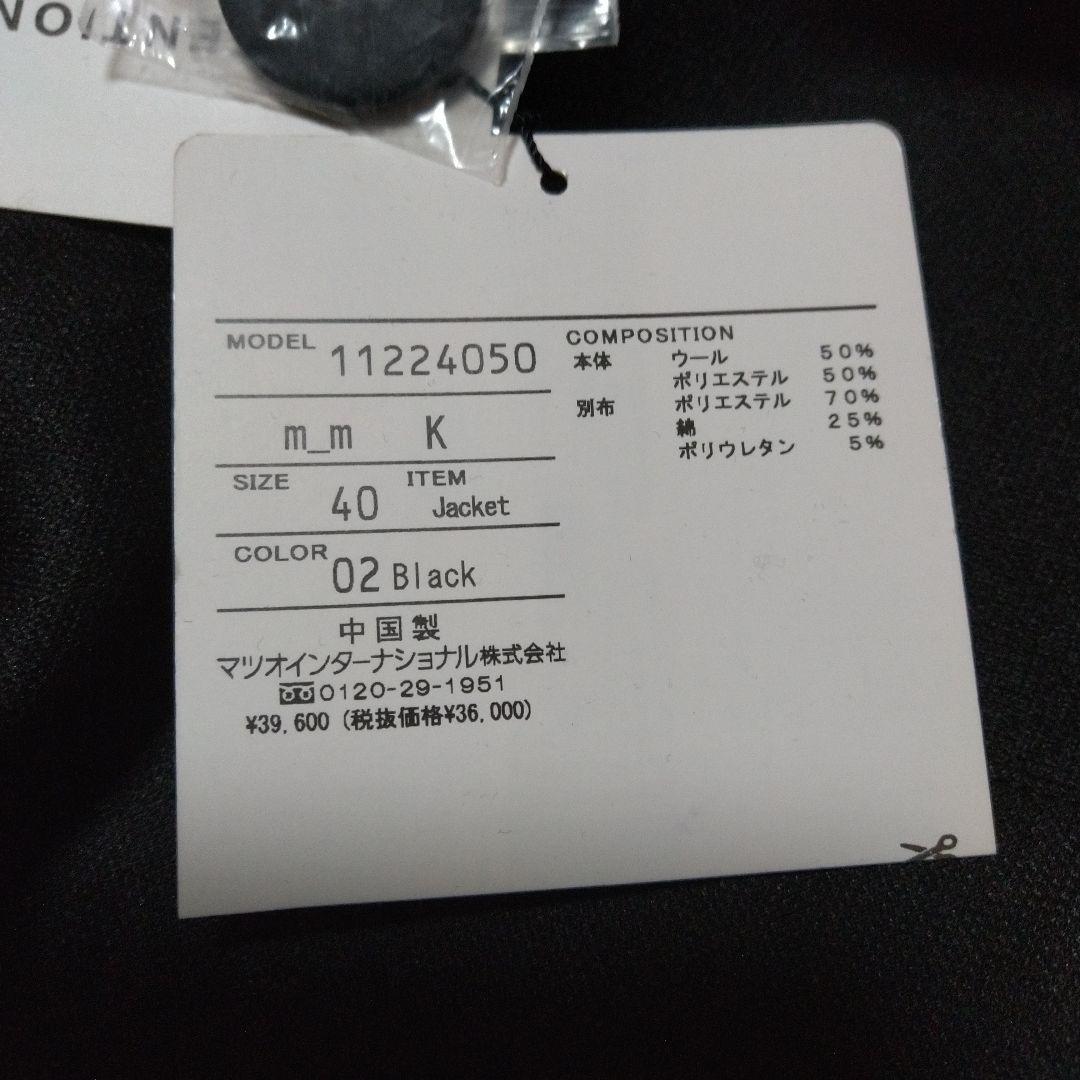 MODEL 11224050
m_m K
SIZE 40 ITEM Jacket
COLOR 02 Black
中国製
マツオインターナショナル株式会社
0120-29-1951
¥39,600 (税抜価格¥36,000)
COMPOSITION
本体 ウール 50%
ポリエステル 50%
別布 ポリエステル 70%
綿 25%
ポリウレタン 5%